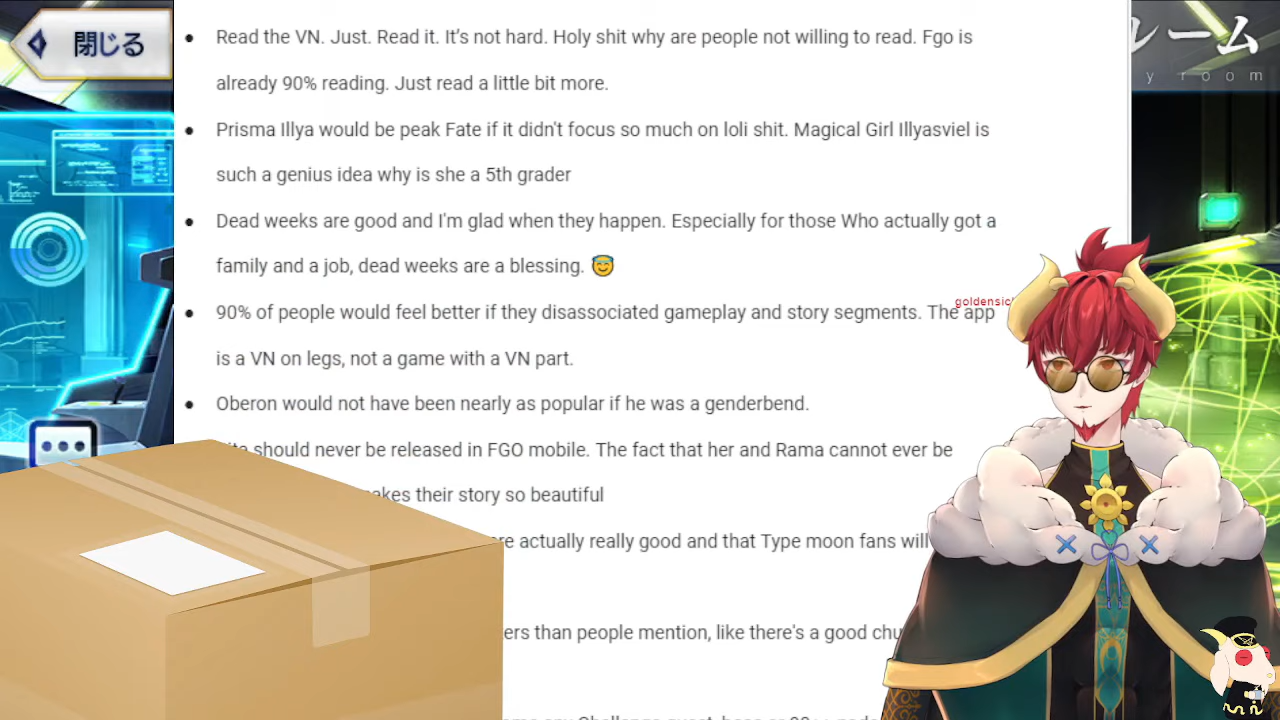 閉じる
ルーム
y room
Read the VN. Just. Read it. It's not hard. Holy shit why are people not willing to read. Fgo is
already 90% reading. Just read a little bit more.
Prisma Illya would be peak Fate if it didn't focus so much on loli shit. Magical Girl Illyasviel is
such a genius idea why is she a 5th grader
Dead weeks are good and I'm glad when they happen. Especially for those Who actually got a
family and a job, dead weeks are a blessing. 😇
90% of people would feel better if they disassociated gameplay and story segments. The app
is a VN on legs, not a game with a VN part.
Oberon would not have been nearly as popular if he was a genderbend.
should never be released in FGO mobile. The fact that her and Rama cannot ever be
their story so beautiful
actually really good and that Type moon fans will
than people mention, like there's a good
any Challenge quest, boss or